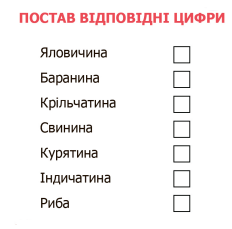 ПОСТАВ ВІДПОВІДНІ ЦИФРИ
Яловичина
Баранина
Крільчатина
Свинина
Курятина
Індичатина
Риба